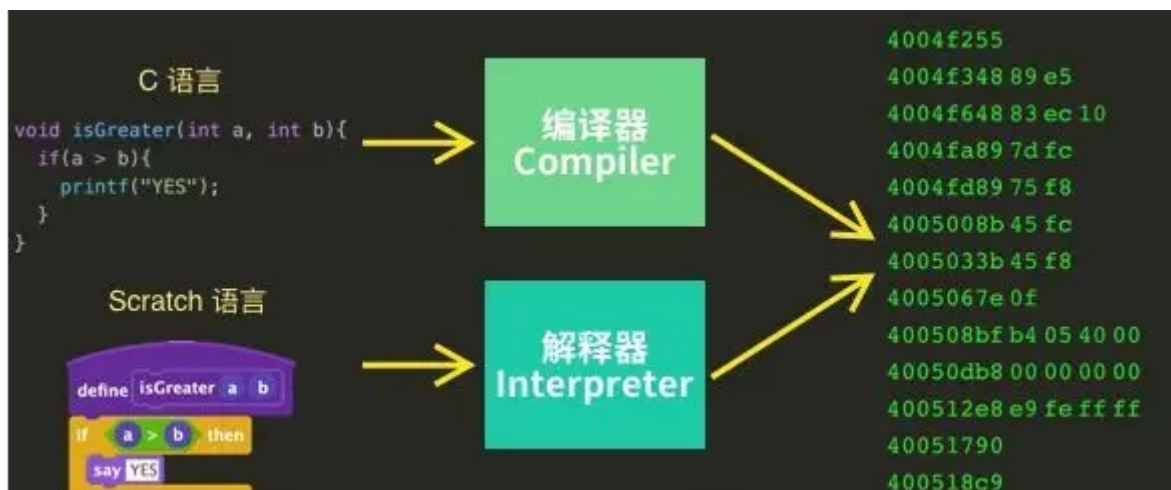 C 语言
void isGreater(int a, int b){
if(a > b){
printf("YES");
}
}
编译器
Compiler
Scratch 语言
define isGreater a b
if a > b then
say YES
解释器
Interpreter
4004f255
4004f348 89 e5
4004f648 83 ec 10
4004fa89 7d fc
4004fd89 75 f8
4005008b 45 fc
4005033b 45 f8
4005067e 0f
400508bf b4 05 40 00
40050db8 00 00 00 00
400512e8 e9 fe ff ff
40051790
400518c9